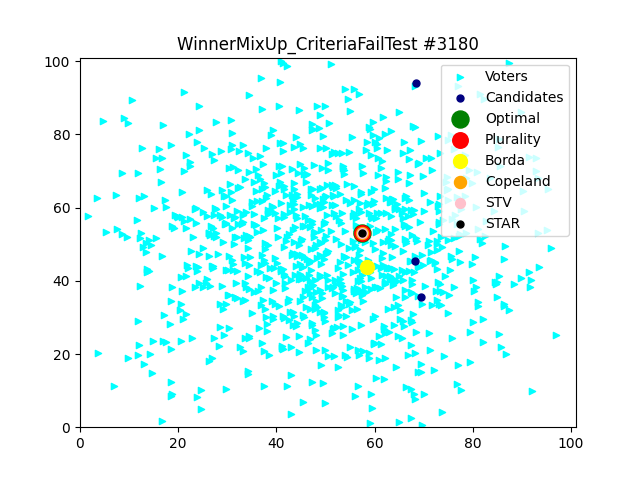 WinnerMixUp_CriteriaFailTest #3180
100
80
60
40
20
0
0
20
40
60
80
100
Voters
Candidates
Optimal
Plurality
Borda
Copeland
STV
STAR